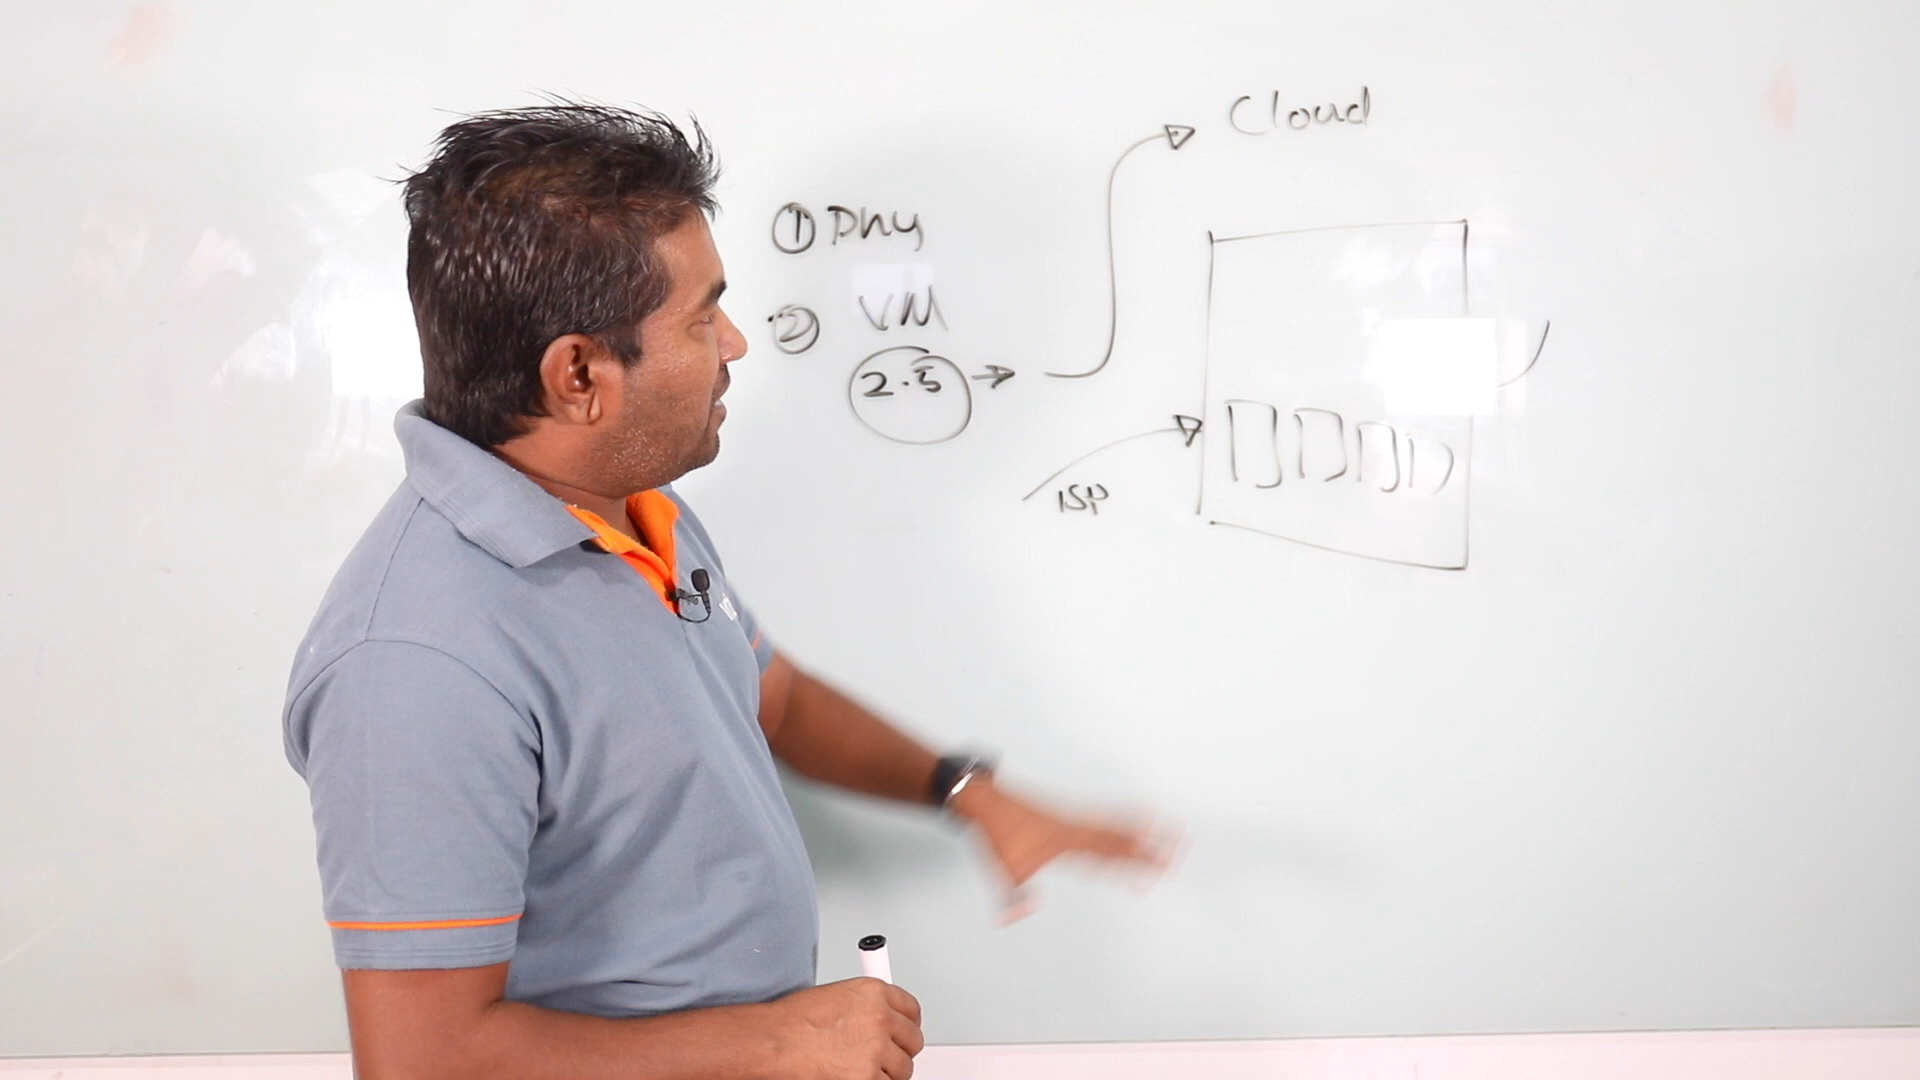 Cloud
① Phy
② VM
2.5 →
ISP